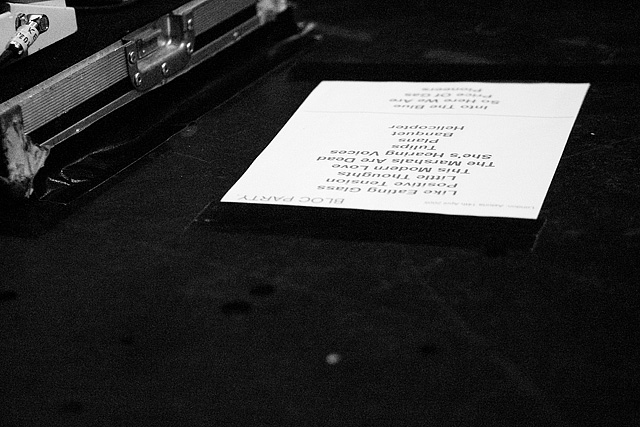 BLOC PARTY
Like Eating Glass
Positive Tension
Little Thoughts
This Modern Love
The Marshals Are Dead
She's Hearing Voices
Tulips
Plans
Banquet
Helicopter
Into The Blue
So Here We Are
Price Of Gas
Pioneers